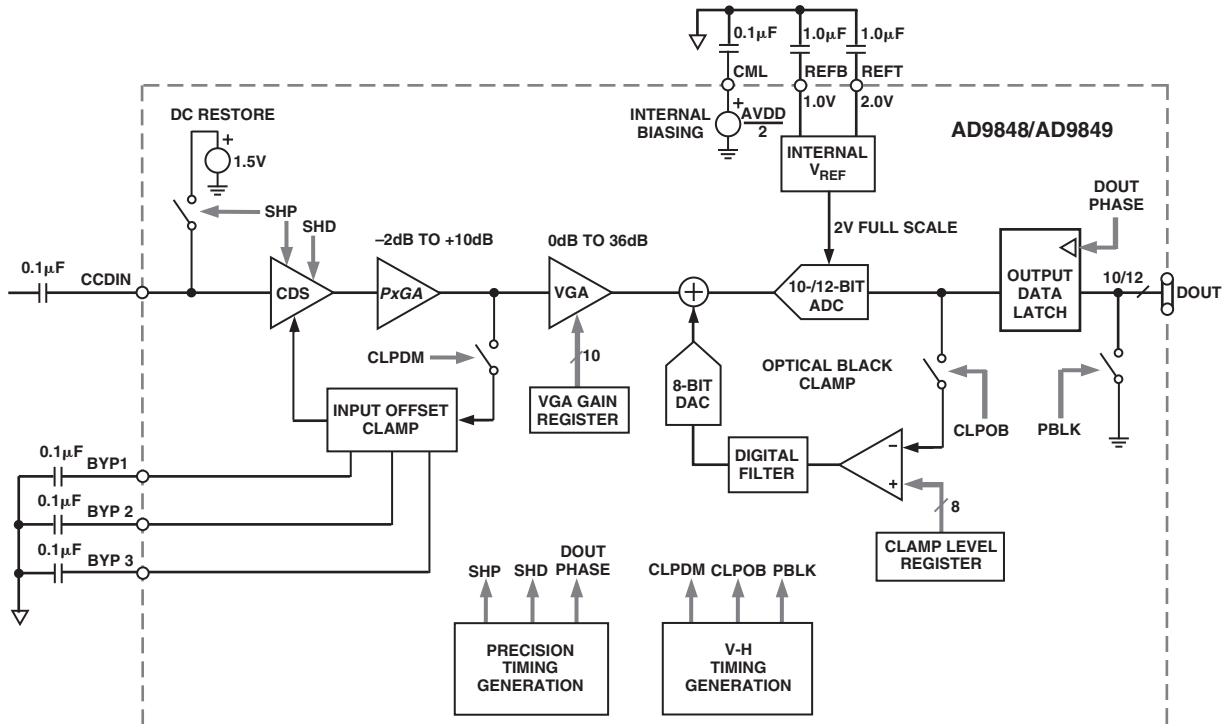 0.1µF
1.0µF
1.0µF
CML
REFB
REFT
1.0V
2.0V
DC RESTORE
INTERNAL
BIASING
+
AVDD
2
AD9848/AD9849
+
1.5V
INTERNAL
VREF
DOUT
PHASE
SHP
SHD
–2dB TO +10dB
0dB TO 36dB
2V FULL SCALE
0.1µF
CCDIN
CDS
PxGA
VGA
+
10-/12-BIT
ADC
OUTPUT
DATA
LATCH
10/12
DOUT
CLPDM
10
8-BIT
DAC
OPTICAL BLACK
CLAMP
INPUT OFFSET
CLAMP
VGA GAIN
REGISTER
CLPOB
PBLK
DIGITAL
FILTER
–
+
8
0.1µF
BYP1
0.1µF
BYP 2
0.1µF
BYP 3
CLAMP LEVEL
REGISTER
SHP
SHD
DOUT
PHASE
CLPDM
CLPOB
PBLK
PRECISION
TIMING
GENERATION
V-H
TIMING
GENERATION